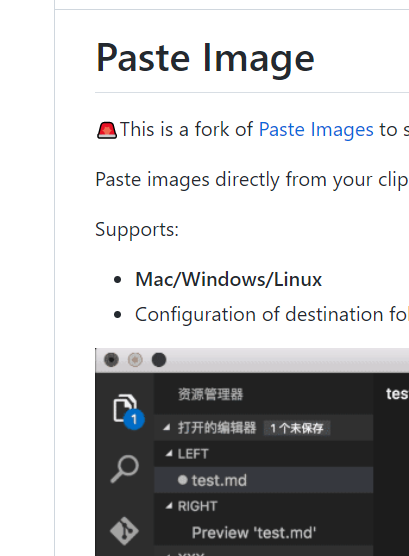 Paste Image
This is a fork of Paste Images to s
Paste images directly from your clip
Supports:
Mac/Windows/Linux
Configuration of destination fol
资源管理器
tes
1
打开的编辑器 1 个未保存
LEFT
test.md
RIGHT
Preview 'test.md'